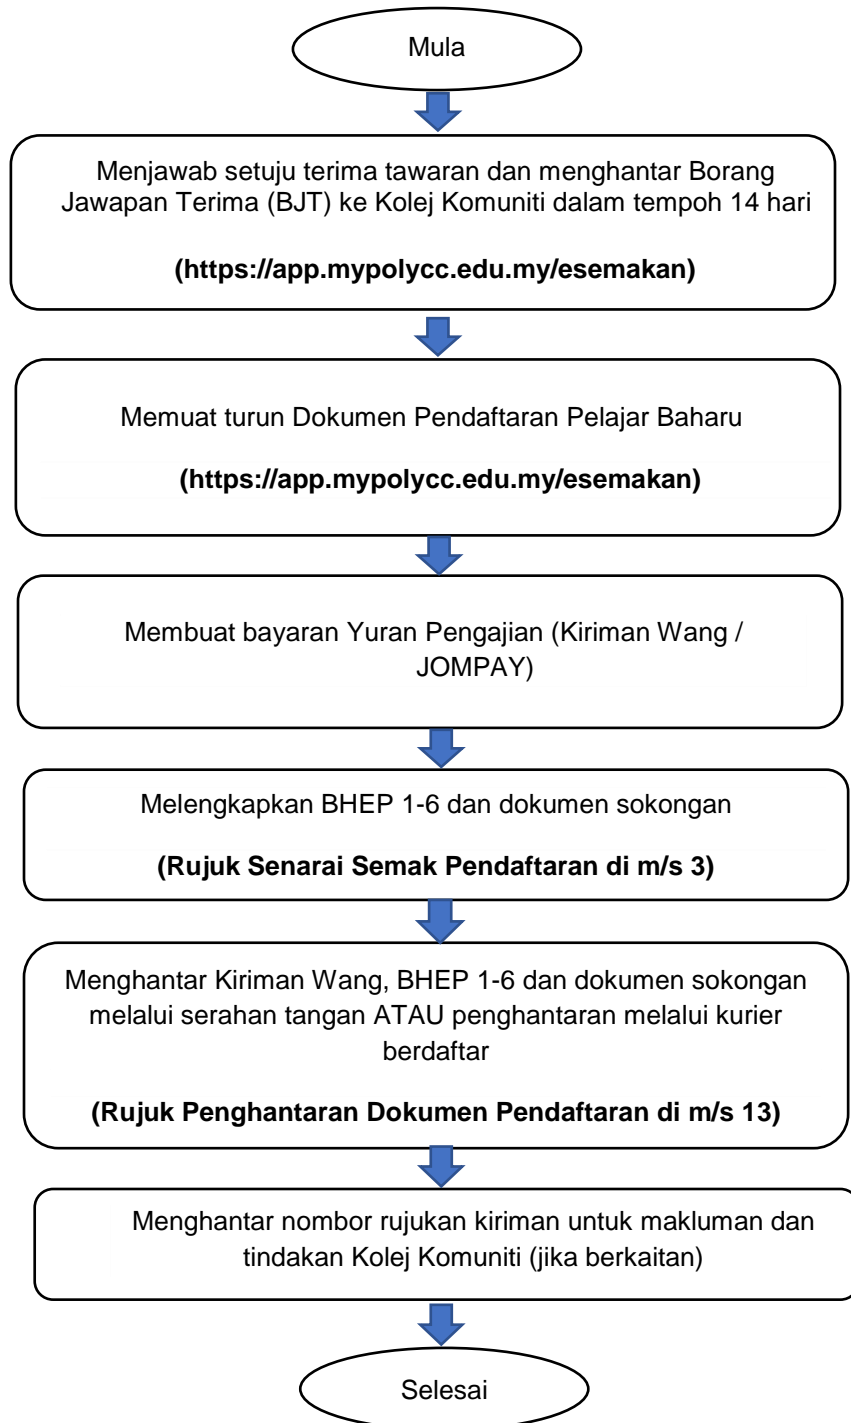 Mula
Menjawab setuju terima tawaran dan menghantar Borang
Jawapan Terima (BJT) ke Kolej Komuniti dalam tempoh 14 hari
(https://app.mypolycc.edu.my/esemakan)
Memuat turun Dokumen Pendaftaran Pelajar Baharu
(https://app.mypolycc.edu.my/esemakan)
Membuat bayaran Yuran Pengajian (Kiriman Wang /
JOMPAY)
Melengkapkan BHEP 1-6 dan dokumen sokongan
(Rujuk Senarai Semak Pendaftaran di m/s 3)
Menghantar Kiriman Wang, BHEP 1-6 dan dokumen sokongan
melalui serahan tangan ATAU penghantaran melalui kurier
berdaftar
(Rujuk Penghantaran Dokumen Pendaftaran di m/s 13)
Menghantar nombor rujukan kiriman untuk makluman dan
tindakan Kolej Komuniti (jika berkaitan)
Selesai